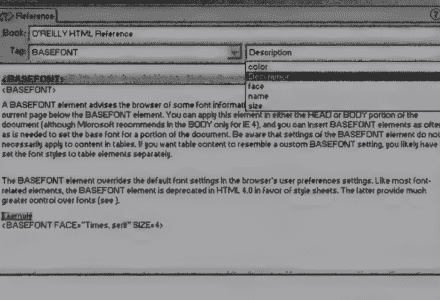 Reference
Book: O'REILLY HTML Reference
Tag: BASEFONT Description
color
Description
face
name
size
<BASEFONT>
<BASEFONT>
A BASEFONT element advises the browser of some font informati
current page below the BASEFONT element. You can apply this element in either the HEAD or BODY portion of the
document (although Microsoft recommends in the BODY only for IE 4), and you can insert BASEFONT elements as often
as is needed to set the base font for a portion of the document. Be aware that settings of the BASEFONT element do not
necessarily apply to content in tables. If you want table content to resemble a custom BASEFONT setting, you likely have
set the font styles to table elements separately.
The BASEFONT element overrides the default font settings in the browser's user preferences settings. Like most font-
related elements, the BASEFONT element is deprecated in HTML 4.0 in favor of style sheets. The latter provide much
greater control over fonts (see ).
Example
<BASEFONT FACE="Times, serif" SIZE=4>